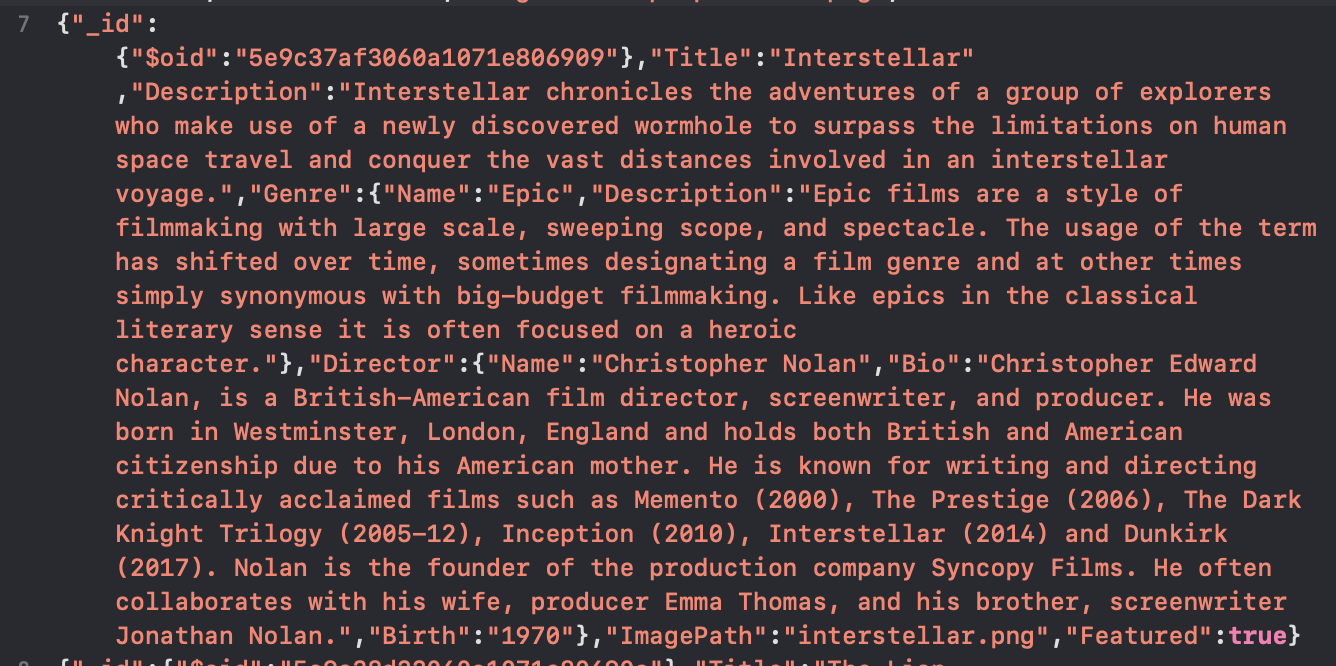 7 {"_id":
{"$oid":"5e9c37af3060a1071e806909"},"Title":"Interstellar"
,"Description":"Interstellar chronicles the adventures of a group of explorers
who make use of a newly discovered wormhole to surpass the limitations on human
space travel and conquer the vast distances involved in an interstellar
voyage.","Genre":{"Name":"Epic","Description":"Epic films are a style of
filmmaking with large scale, sweeping scope, and spectacle. The usage of the term
has shifted over time, sometimes designating a film genre and at other times
simply synonymous with big-budget filmmaking. Like epics in the classical
literary sense it is often focused on a heroic
character."},"Director":{"Name":"Christopher Nolan","Bio":"Christopher Edward
Nolan, is a British-American film director, screenwriter, and producer. He was
born in Westminster, London, England and holds both British and American
citizenship due to his American mother. He is known for writing and directing
critically acclaimed films such as Memento (2000), The Prestige (2006), The Dark
Knight Trilogy (2005-12), Inception (2010), Interstellar (2014) and Dunkirk
(2017). Nolan is the founder of the production company Syncopy Films. He often
collaborates with his wife, producer Emma Thomas, and his brother, screenwriter
Jonathan Nolan.","Birth":"1970"},"ImagePath":"interstellar.png","Featured":true}